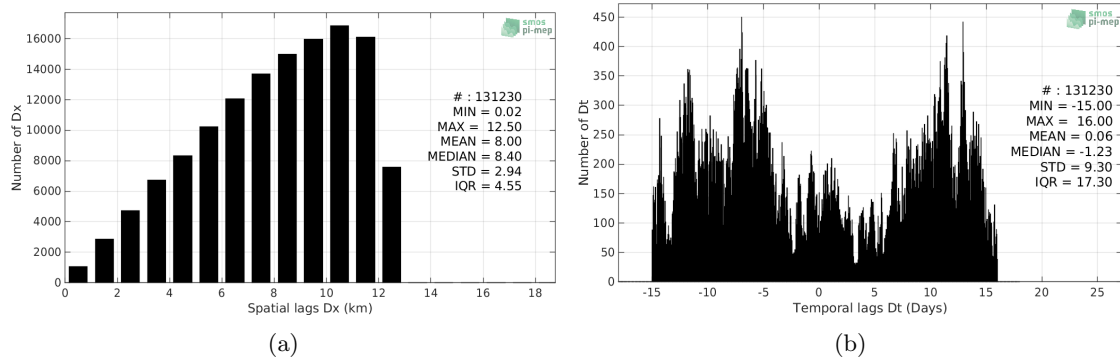 smos
pi-mep
16000
14000
12000
10000
8000
6000
4000
2000
0
Number of Dx
# : 131230
MIN = 0.02
MAX = 12.50
MEAN = 8.00
MEDIAN = 8.40
STD = 2.94
IQR = 4.55
0 2 4 6 8 10 12 14 16 18
Spatial lags Dx (km)
(a)
smos
pi-mep
450
400
350
300
250
200
150
100
50
0
Number of Dt
# : 131230
MIN = -15.00
MAX = 16.00
MEAN = 0.06
MEDIAN = -1.23
STD = 9.30
IQR = 17.30
-15 -10 -5 0 5 10 15 20 25
Temporal lags Dt (Days)
(b)